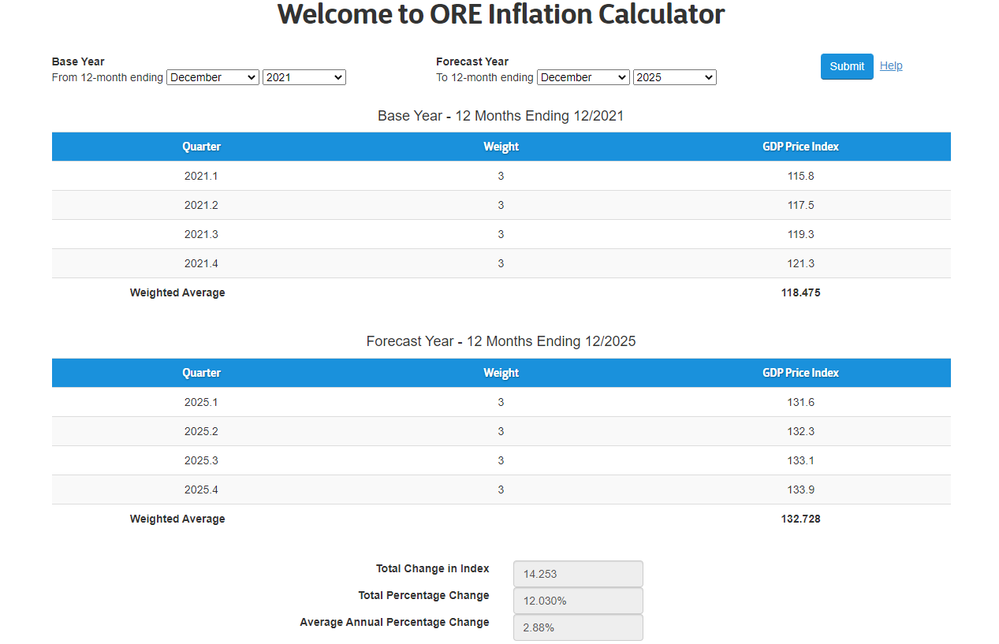 Welcome to ORE Inflation Calculator
Base Year
From 12-month ending December 2021
Forecast Year
To 12-month ending December 2025
Submit Help
Base Year - 12 Months Ending 12/2021
Quarter Weight GDP Price Index
2021.1 3 115.8
2021.2 3 117.5
2021.3 3 119.3
2021.4 3 121.3
Weighted Average 118.475
Forecast Year - 12 Months Ending 12/2025
Quarter Weight GDP Price Index
2025.1 3 131.6
2025.2 3 132.3
2025.3 3 133.1
2025.4 3 133.9
Weighted Average 132.728
Total Change in Index 14.253
Total Percentage Change 12.030%
Average Annual Percentage Change 2.88%